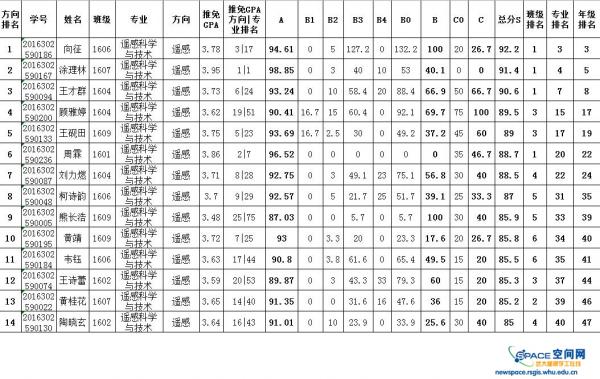 方向排名 学号 姓名 班级 专业 方向 推免GPA 推免GPA方向|专业排名 A B1 B2 B3 B4 B0 B C0 C 总分S 班级排名 专业排名 年级排名
1 2016302590186 向征 1606 遥感科学与技术 遥感 3.78 3|17 94.61 0 5 127.2 0 132.2 100 20 26.7 92.2 1 3 3
2 2016302590167 涂理林 1607 遥感科学与技术 遥感 3.95 1|1 98.85 0 3 40 10 53 40.1 0 0 91.4 1 4 5
3 2016302590094 王才群 1604 遥感科学与技术 遥感 3.73 6|24 93.24 0 10 58.4 20 88.4 66.9 50 66.7 90.6 1 7 8
4 2016302590200 顾雅婷 1604 遥感科学与技术 遥感 3.62 19|51 90.41 16.7 15 60.4 0 92.1 69.7 75 100 89.5 3 15 17
5 2016302590133 王砚田 1609 遥感科学与技术 遥感 3.75 5|23 93.69 16.7 2.5 30 0 49.2 37.2 45 60 89 3 17 19
6 2016302590236 周霖 1601 遥感科学与技术 遥感 3.86 2|7 96.52 0 0 35 46.7 88.7 1 20 22
7 2016302590087 刘力燃 1604 遥感科学与技术 遥感 3.71 8|28 92.75 0 3 49.1 23 75.1 56.8 30 40 88.5 4 22 24
8 2016302590048 柯诗韵 1606 遥感科学与技术 遥感 3.7 9|29 92.57 0 5 21.7 25 51.7 39.1 25 33.3 87 5 31 35
9 2016302590005 熊长浩 1609 遥感科学与技术 遥感 3.48 25|75 87.03 0 0 5.7 0 5.7 100 30 40 85.9 5 33 39
10 2016302590195 黄靖 1609 遥感科学与技术 遥感 3.72 7|25 93 0 3.3 20 0 23.3 17.6 20 26.7 85.8 6 34 40
11 2016302590184 韦钰 1606 遥感科学与技术 遥感 3.63 17|44 90.8 0 3.8 61.6 0 65.4 49.5 15 20 85.5 6 35 41
12 2016302590074 王诗蕾 1602 遥感科学与技术 遥感 3.59 20|53 89.87 0 3 43.3 33 79.3 60 15 20 85.3 3 37 44
13 2016302590022 黄桂花 1607 遥感科学与技术 遥感 3.65 14|40 91.35 0 0 31.6 16 47.6 36 15 20 85.2 2 39 46
14 2016302590130 陶晓玄 1602 遥感科学与技术 遥感 3.64 16|43 91.01 0 10 23.9 0 33.9 25.6 30 40 85 4 40 47
SPACE空间网
newspace.rsgis.whu.edu.cn